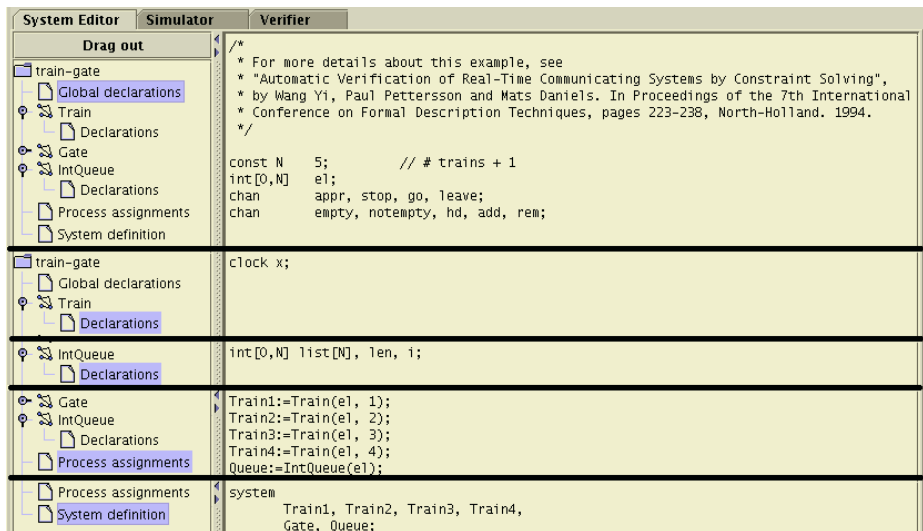 System Editor Simulator Verifier
Drag out
train-gate
Global declarations
Train
Declarations
Gate
IntQueue
Declarations
Process assignments
System definition
/*
* For more details about this example, see
* "Automatic Verification of Real-Time Communicating Systems by Constraint Solving",
* by Wang Yi, Paul Pettersson and Mats Daniels. In Proceedings of the 7th International
* Conference on Formal Description Techniques, pages 223-238, North-Holland. 1994.
*/
const N 5; // # trains + 1
int[0,N] el;
chan appr, stop, go, leave;
chan empty, notempty, hd, add, rem;
train-gate
Global declarations
Train
Declarations
clock x;
IntQueue
Declarations
int[0,N] list[N], len, i;
Gate
IntQueue
Declarations
Process assignments
Train1:=Train(el, 1);
Train2:=Train(el, 2);
Train3:=Train(el, 3);
Train4:=Train(el, 4);
Queue:=IntQueue(el);
Process assignments
System definition
system
Train1, Train2, Train3, Train4,
Gate, Queue;